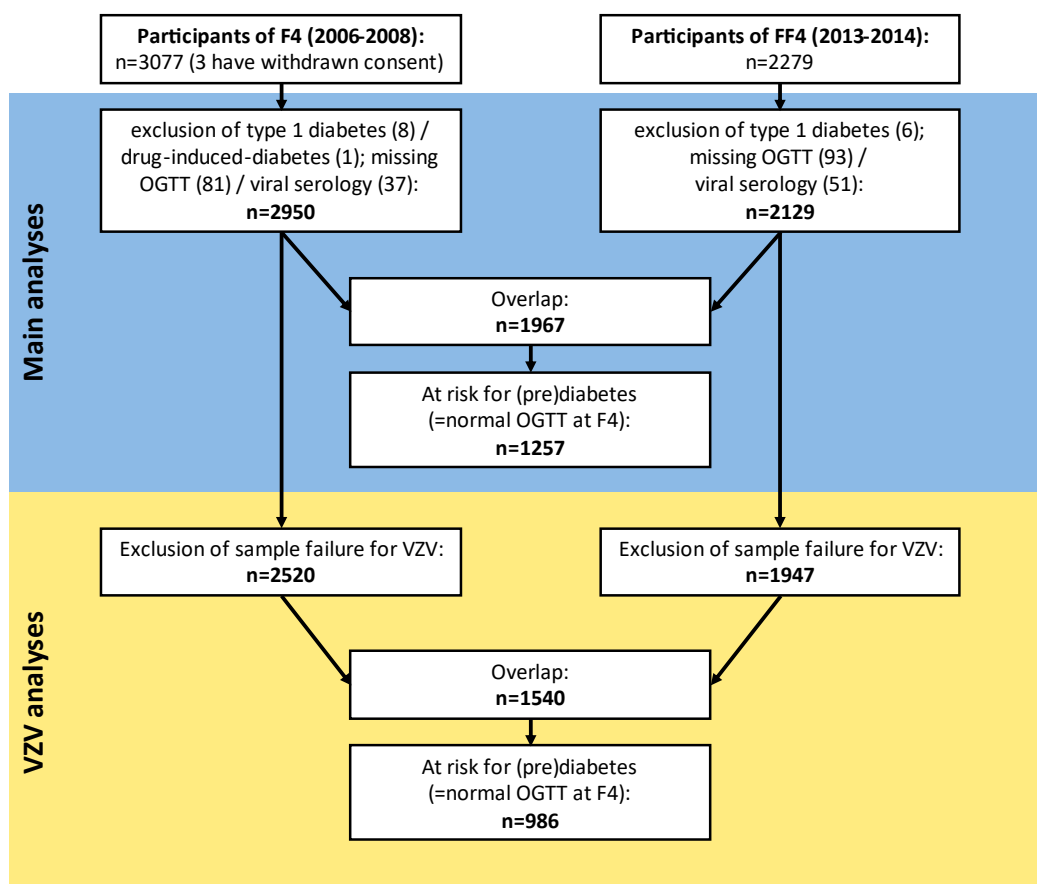 Participants of F4 (2006-2008):
n=3077 (3 have withdrawn consent)
Participants of FF4 (2013-2014):
n=2279
Main analyses
exclusion of type 1 diabetes (8) /
drug-induced-diabetes (1); missing
OGTT (81) / viral serology (37):
n=2950
exclusion of type 1 diabetes (6);
missing OGTT (93) /
viral serology (51):
n=2129
Overlap:
n=1967
At risk for (pre)diabetes
(=normal OGTT at F4):
n=1257
VZV analyses
Exclusion of sample failure for VZV:
n=2520
Exclusion of sample failure for VZV:
n=1947
Overlap:
n=1540
At risk for (pre)diabetes
(=normal OGTT at F4):
n=986